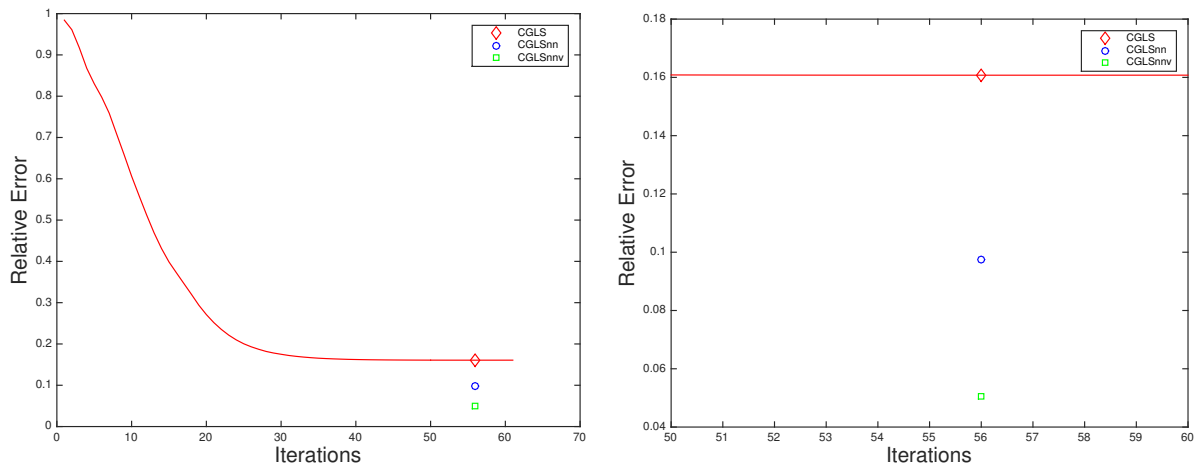 1
0.9
0.8
0.7
0.6
0.5
0.4
0.3
0.2
0.1
0
0 10 20 30 40 50 60 70
Relative Error
Iterations
CGLS
CGLSnn
CGLSnnv
0.18
0.16
0.14
0.12
0.1
0.08
0.06
0.04
50 51 52 53 54 55 56 57 58 59 60
Relative Error
Iterations
CGLS
CGLSnn
CGLSnnv